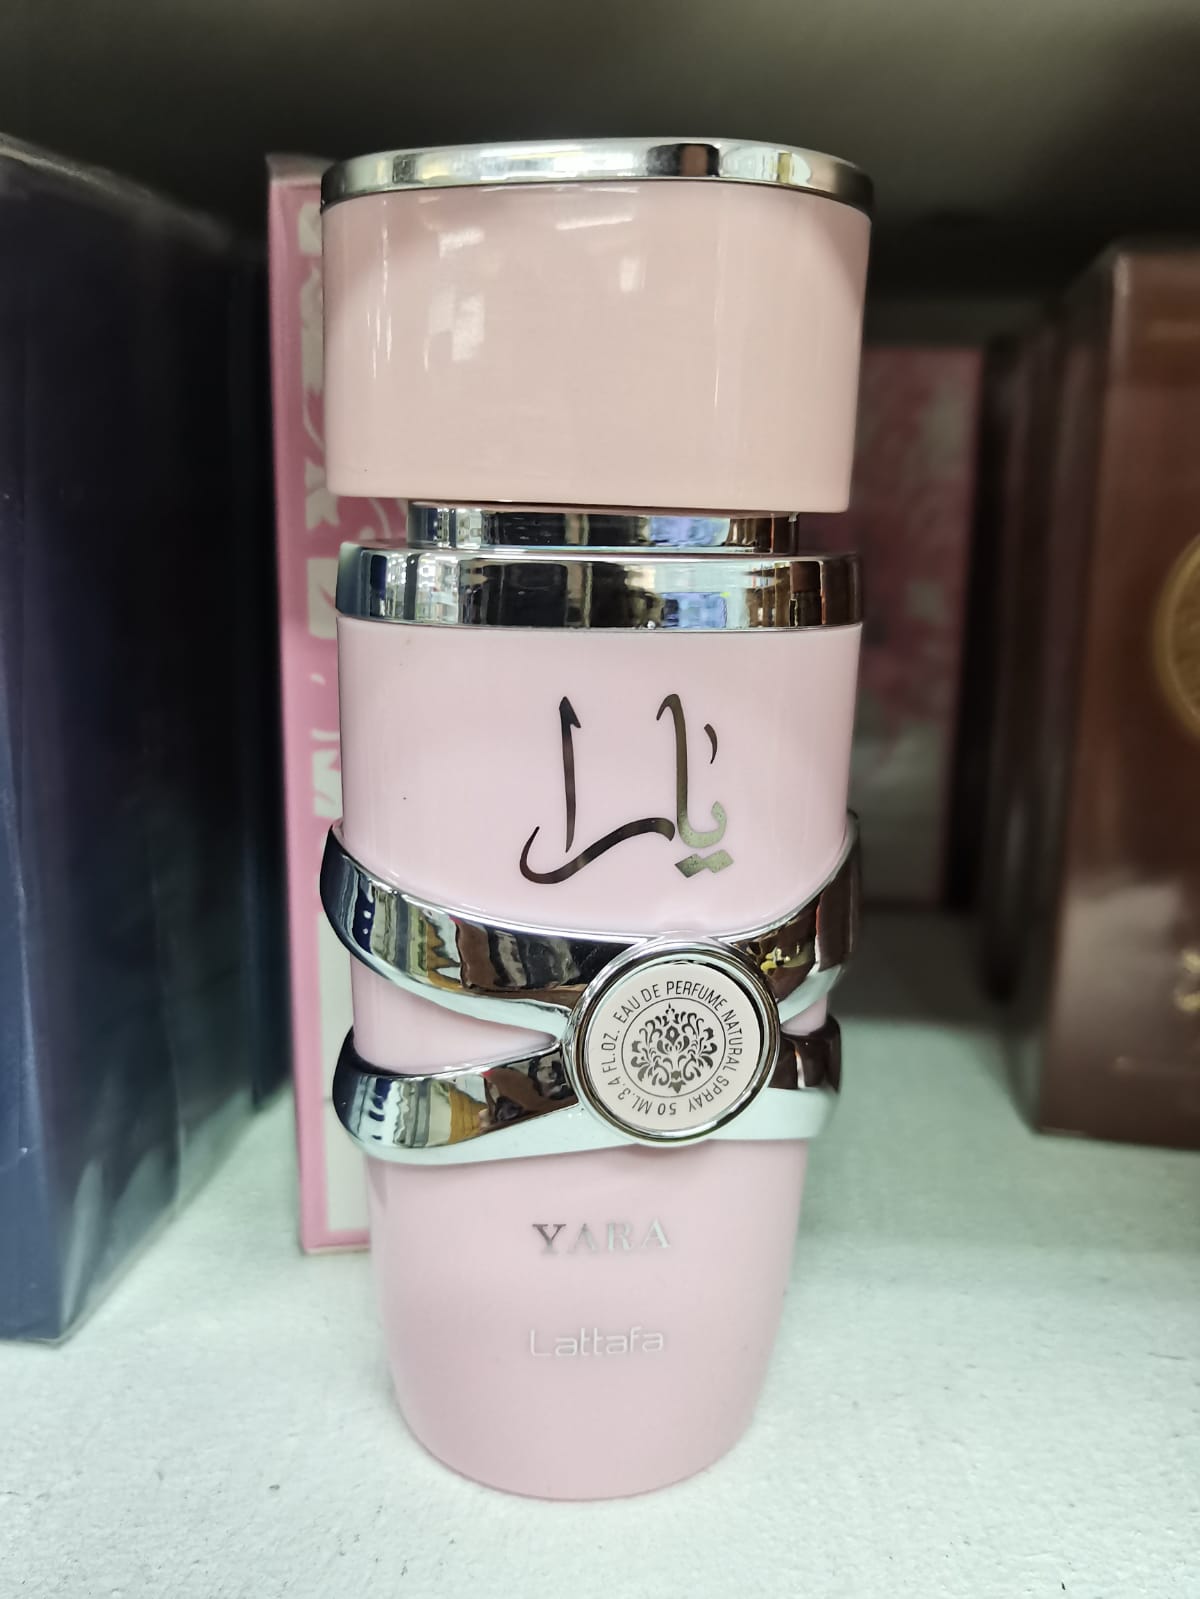 يارا
EAU DE PERFUME NATURAL SPRAY 50 ML.3.4 FL.OZ.
YARA
Lattafa